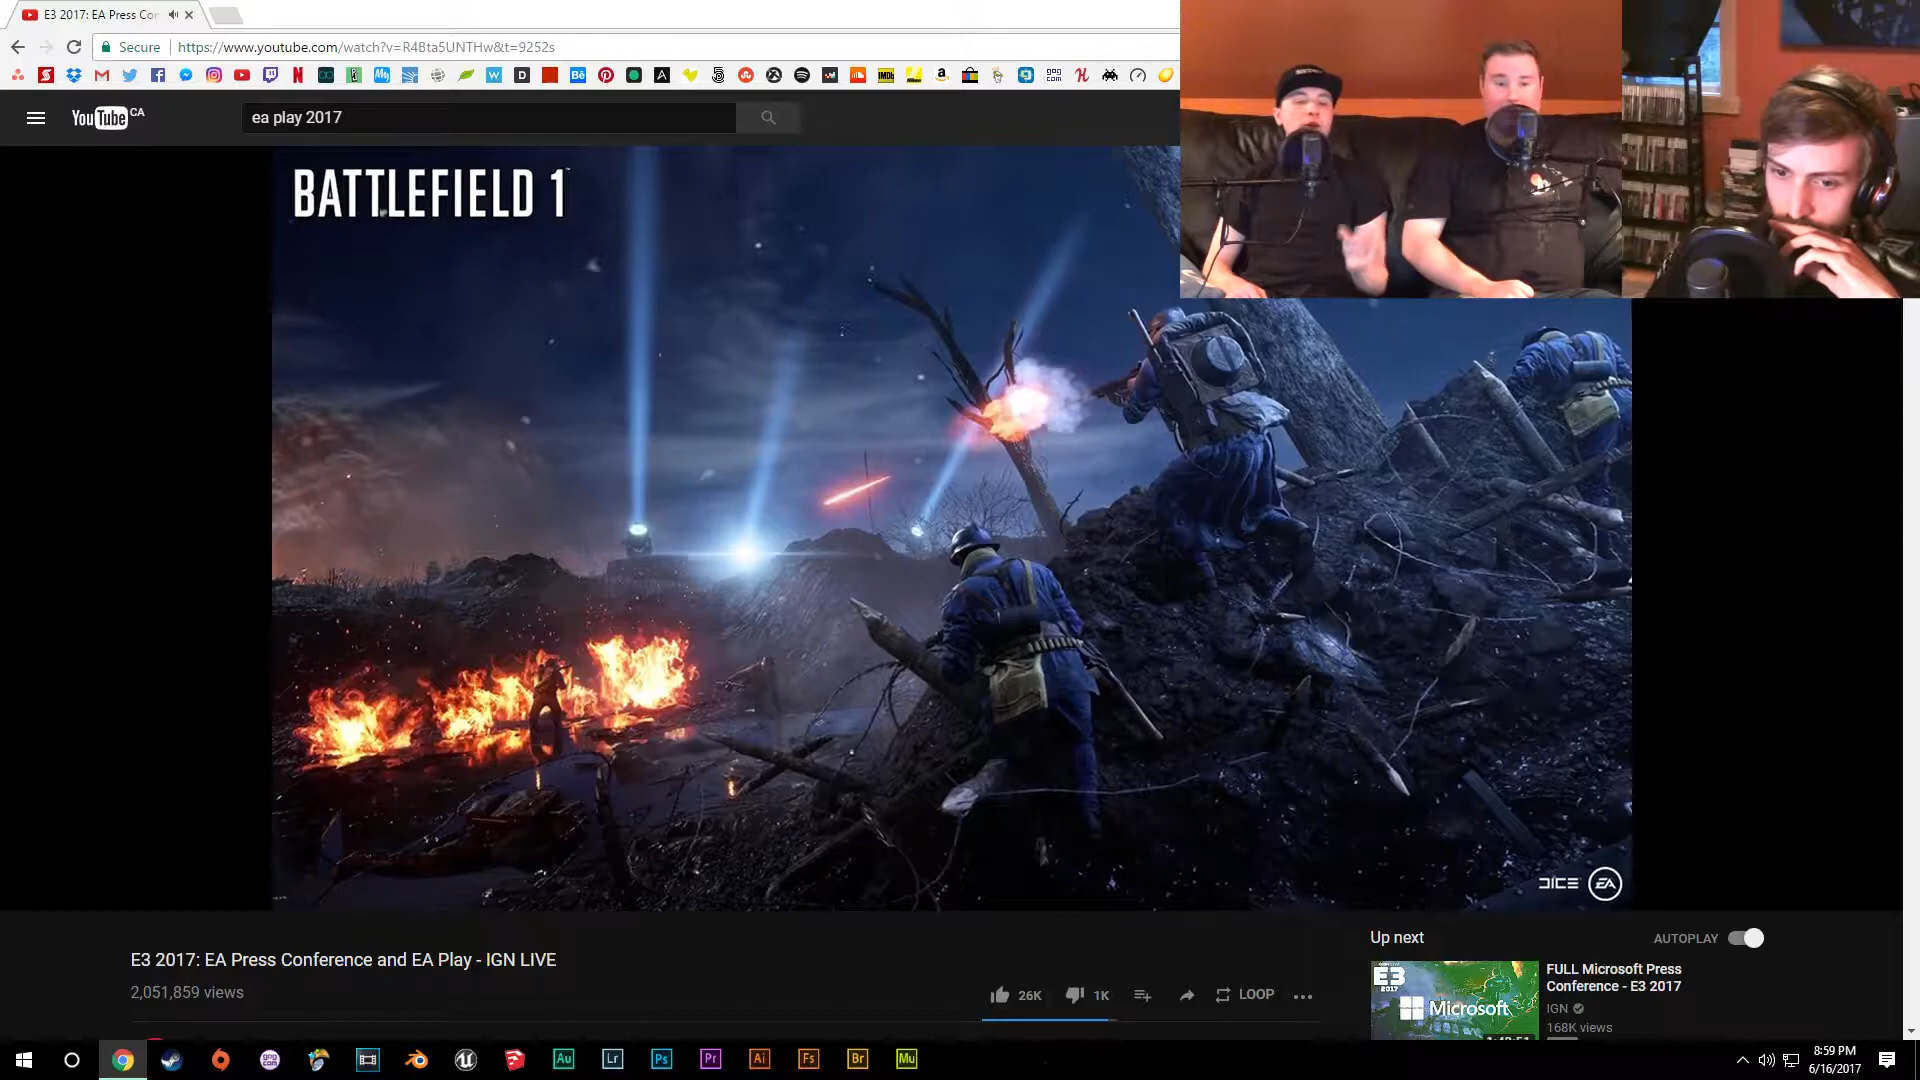 E3 2017: EA Press Con
Secure
https://www.youtube.com/watch?v=R4Bta5UNTHw&t=9252s
YouTube CA
ea play 2017
BATTLEFIELD 1
DICE EA
E3 2017: EA Press Conference and EA Play - IGN LIVE
2,051,859 views
26K
1K
LOOP
Up next
AUTOPLAY
E3
2017
Microsoft
FULL Microsoft Press
Conference - E3 2017
IGN
168K views
Au
Lr
Ps
Pr
Ai
Fs
Br
Mu
8:59 PM
6/16/2017